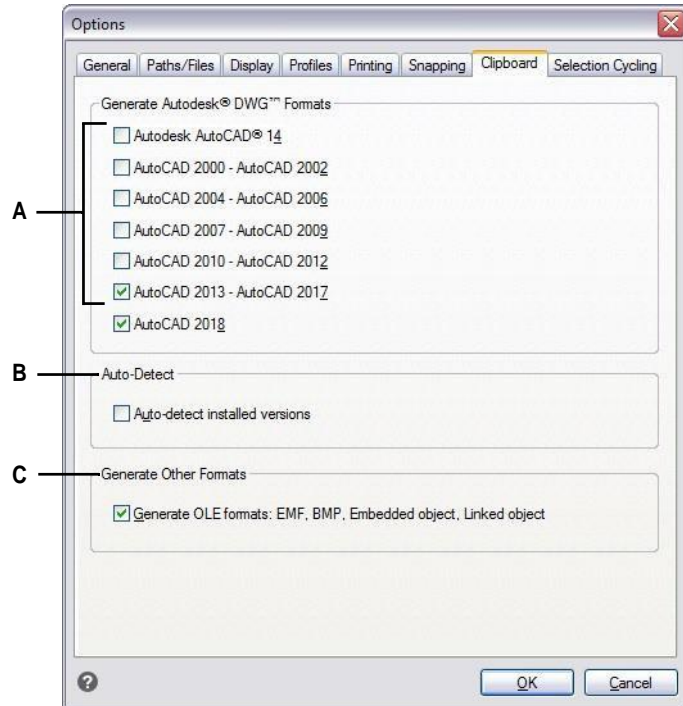 Options
General Paths/Files Display Profiles Printing Snapping Clipboard Selection Cycling
Generate Autodesk® DWG™ Formats
A
Autodesk AutoCAD® 14
AutoCAD 2000 - AutoCAD 2002
AutoCAD 2004 - AutoCAD 2006
AutoCAD 2007 - AutoCAD 2009
AutoCAD 2010 - AutoCAD 2012
AutoCAD 2013 - AutoCAD 2017
AutoCAD 2018
B
Auto-Detect
Auto-detect installed versions
C
Generate Other Formats
Generate OLE formats: EMF, BMP, Embedded object, Linked object
?
OK Cancel